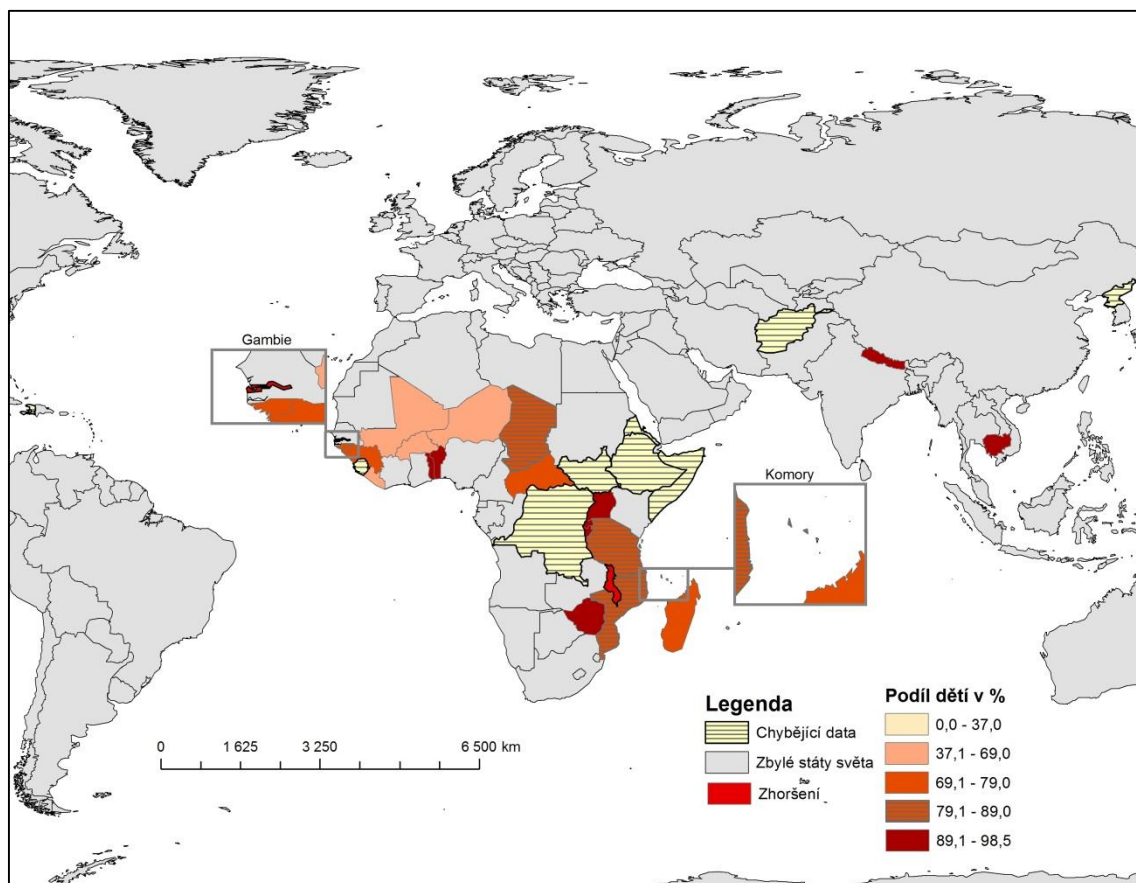 Gambie
Komory
0 1 625 3 250 6 500 km
Legenda
Chybějící data
Zbylé státy světa
Zhoršení
Podíl dětí v %
0,0 - 37,0
37,1 - 69,0
69,1 - 79,0
79,1 - 89,0
89,1 - 98,5